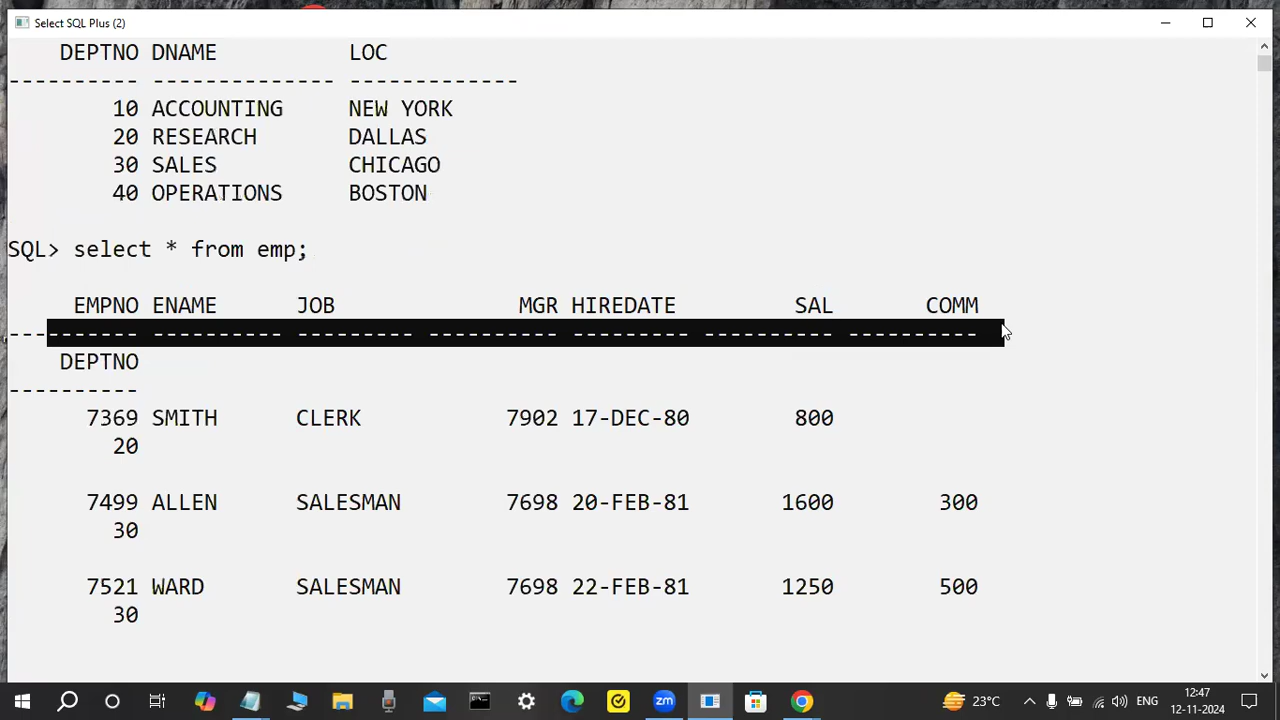 Select SQL Plus (2)
DEPTNO DNAME LOC
---------- -------------- -------------
10 ACCOUNTING NEW YORK
20 RESEARCH DALLAS
30 SALES CHICAGO
40 OPERATIONS BOSTON
SQL> select * from emp;
EMPNO ENAME JOB MGR HIREDATE SAL COMM
---------- ---------- --------- ---------- --------- ---------- ----------
DEPTNO
----------
7369 SMITH CLERK 7902 17-DEC-80 800
20
7499 ALLEN SALESMAN 7698 20-FEB-81 1600 300
30
7521 WARD SALESMAN 7698 22-FEB-81 1250 500
30
zm
23°C
ENG
12:47
12-11-2024